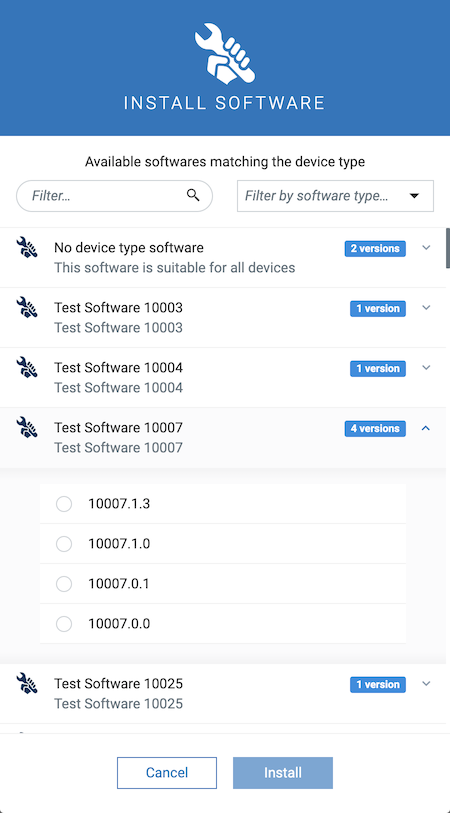 INSTALL SOFTWARE
Available softwares matching the device type
Filter...
Filter by software type...
No device type software
2 versions
This software is suitable for all devices
Test Software 10003
1 version
Test Software 10003
Test Software 10004
1 version
Test Software 10004
Test Software 10007
4 versions
Test Software 10007
10007.1.3
10007.1.0
10007.0.1
10007.0.0
Test Software 10025
1 version
Test Software 10025
Cancel
Install